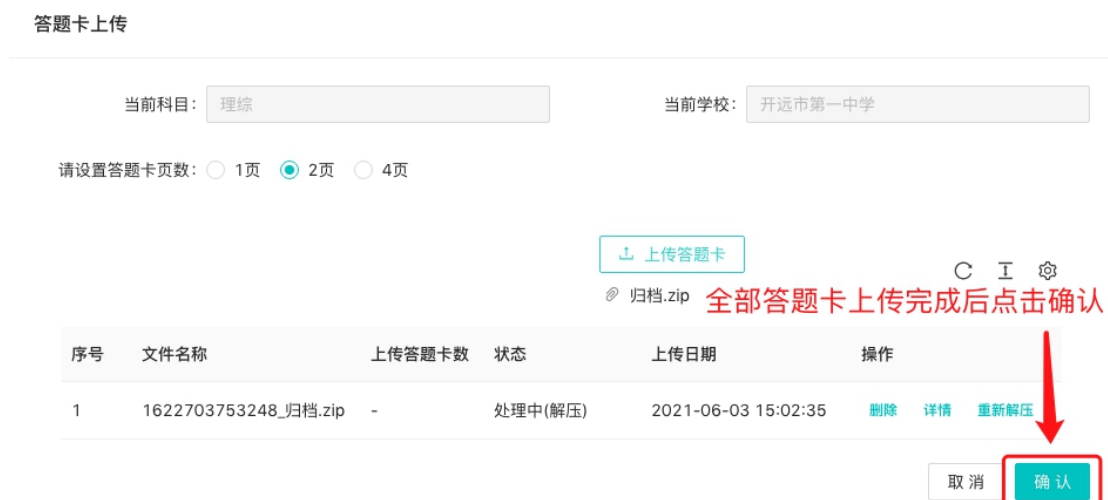 答题卡上传
当前科目： 理综 当前学校： 开远市第一中学
请设置答题卡页数： 1页 2页 4页
上传答题卡
归档.zip 全部答题卡上传完成后点击确认
序号 文件名称 上传答题卡数 状态 上传日期 操作
1 1622703753248_归档.zip - 处理中(解压) 2021-06-03 15:02:35 删除 详情 重新解压
取 消 确 认